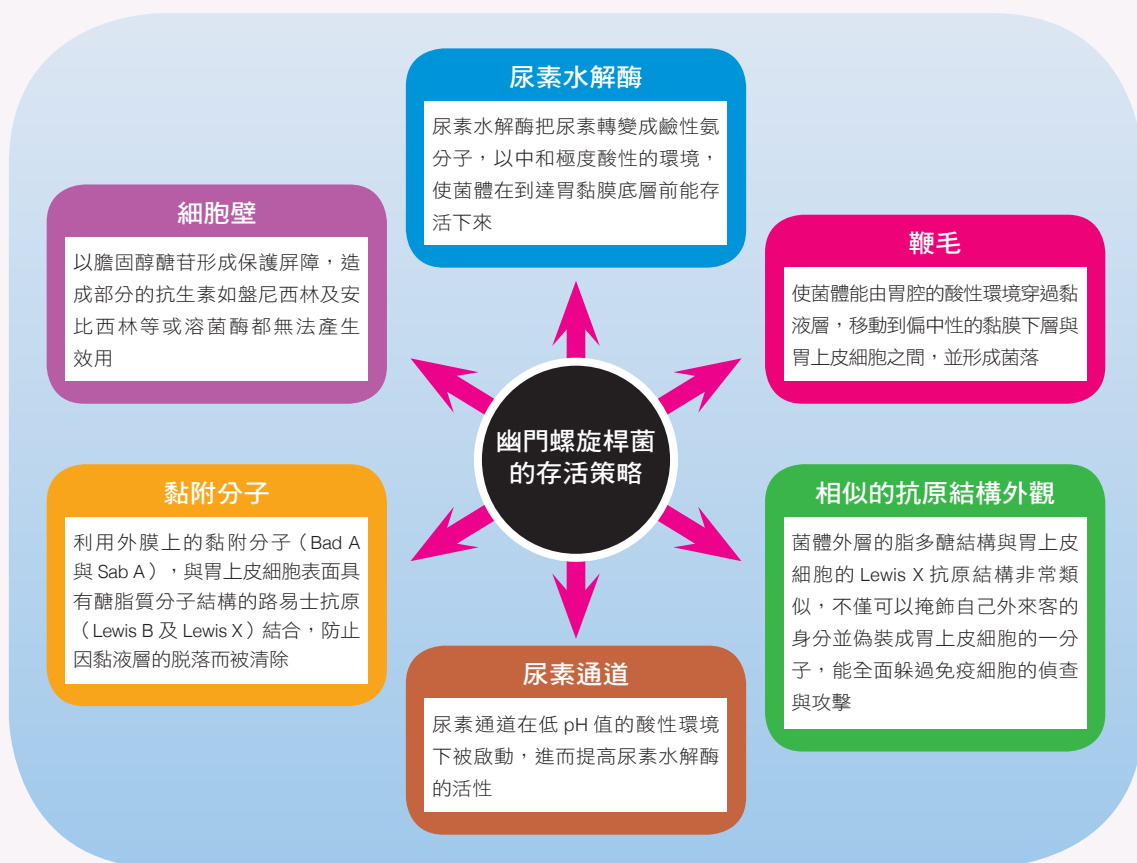 尿素水解酶
尿素水解酶把尿素轉變成鹼性氨
分子，以中和極度酸性的環境，
使菌體在到達胃黏膜底層前能存
活下來
細胞壁
以膽固醇醣苷形成保護屏障，造
成部分的抗生素如盤尼西林及安
比西林等或溶菌酶都無法產生
效用
鞭毛
使菌體能由胃腔的酸性環境穿過黏
液層，移動到偏中性的黏膜下層與
胃上皮細胞之間，並形成菌落
幽門螺旋桿菌
的存活策略
黏附分子
利用外膜上的黏附分子（Bad A
與 Sab A），與胃上皮細胞表面具
有醣脂質分子結構的路易士抗原
（Lewis B 及 Lewis X）結合，防止
因黏液層的脫落而被清除
相似的抗原結構外觀
菌體外層的脂多醣結構與胃上皮
細胞的 Lewis X 抗原結構非常類
似，不僅可以掩飾自己外來客的
身分並偽裝成胃上皮細胞的一分
子，能全面躲過免疫細胞的偵查
與攻擊
尿素通道
尿素通道在低 pH 值的酸性環境
下被啟動，進而提高尿素水解酶
的活性